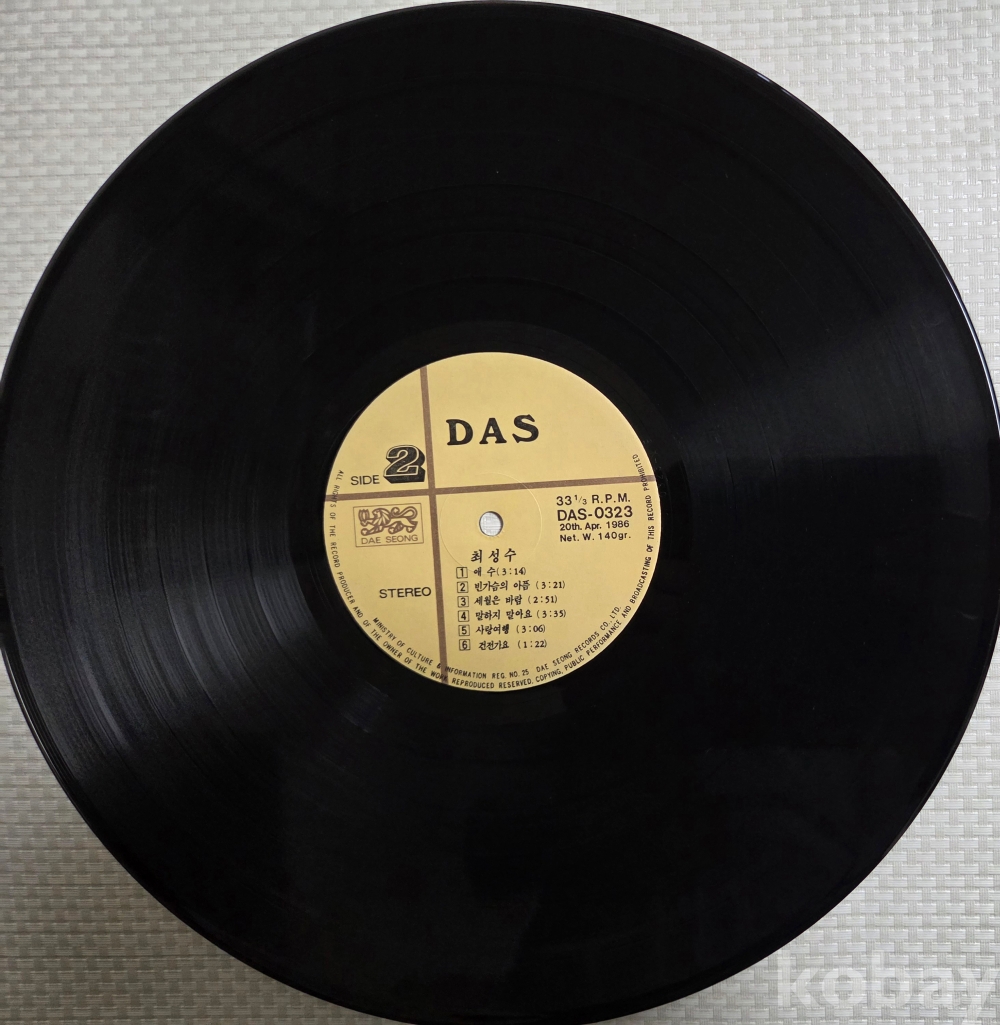 DAS
SIDE 2
DAE SEONG
STEREO
33 1/3 R.P.M.
DAS-0323
20th. Apr. 1986
Net. W. 140gr.
최성수
1 애 수 (3:14)
2 빈가슴의 아픔 (3:21)
3 세월은 바람 (2:51)
4 말하지 말아요 (3:35)
5 사랑여행 (3:06)
6 건전가요 (1:22)
MINISTRY OF CULTURE & INFORMATION REG. NO. 25 DAE SEONG RECORDS CO., LTD.
ALL RIGHTS OF THE RECORD PRODUCER AND OF THE OWNER OF THE WORK REPRODUCED RESERVED. COPYING, PUBLIC PERFORMANCE AND BROADCASTING OF THIS RECORD PROHIBITED
kobay